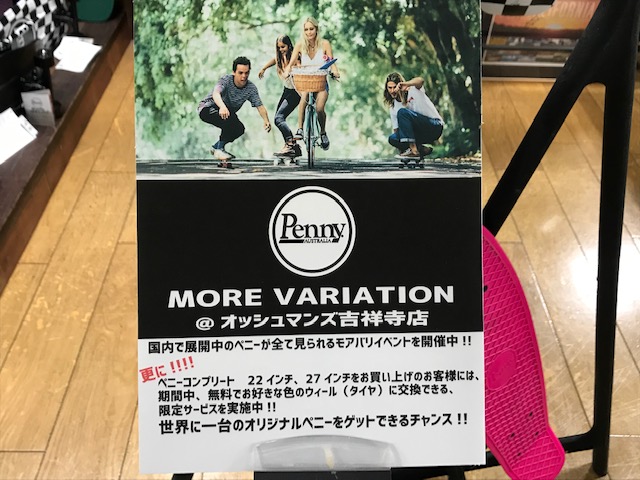 Penny.
AUSTRALIA
MORE VARIATION
@ オッシュマンズ吉祥寺店
国内で展開中のペニーが全て見られるモアバリイベントを開催中!!
更に!!!!
ペニーコンプリート 22インチ、27インチをお買い上げのお客様には、
期間中、無料でお好きな色のウィール(タイヤ)に交換できる、
限定サービスを実施中!!
世界に一台のオリジナルペニーをゲットできるチャンス!!